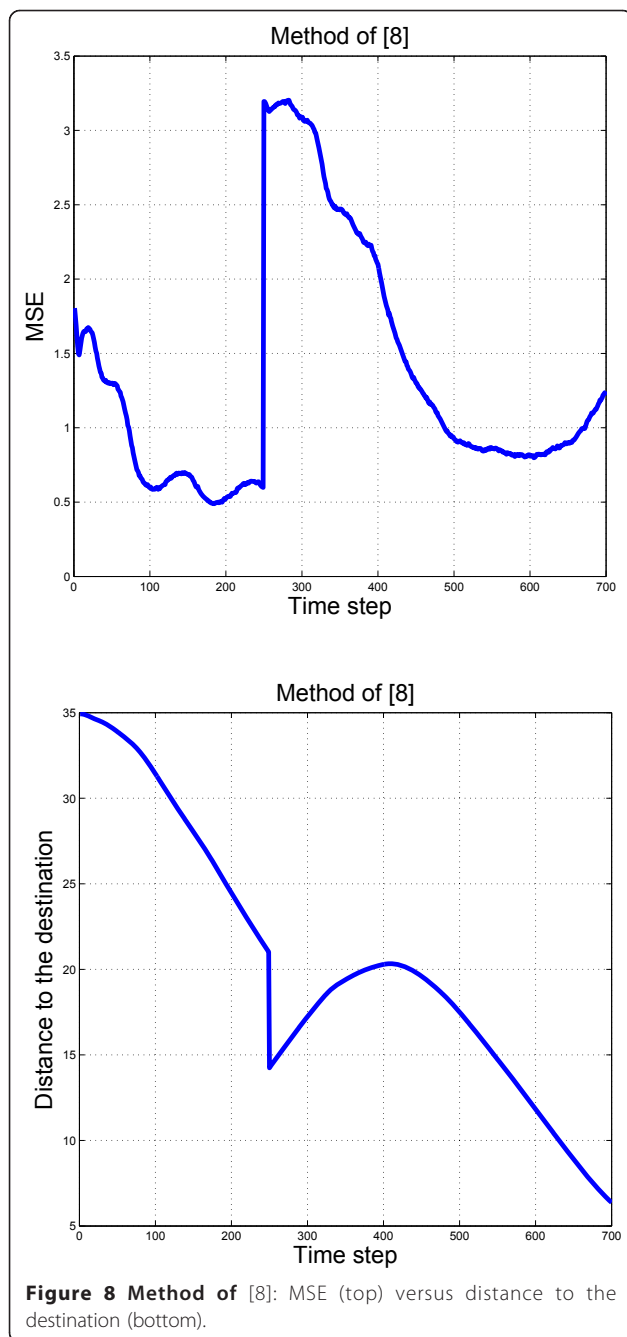 Method of [8]
3.5
3
2.5
2
1.5
1
0.5
0
MSE
0 100 200 300 400 500 600 700
Time step
Method of [8]
35
30
25
20
15
10
5
Distance to the destination
0 100 200 300 400 500 600 700
Time step
Figure 8 Method of [8]: MSE (top) versus distance to the
destination (bottom).